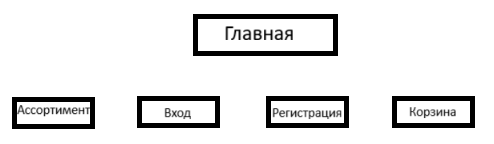 Главная
Ассортимент
Вход
Регистрация
Корзина